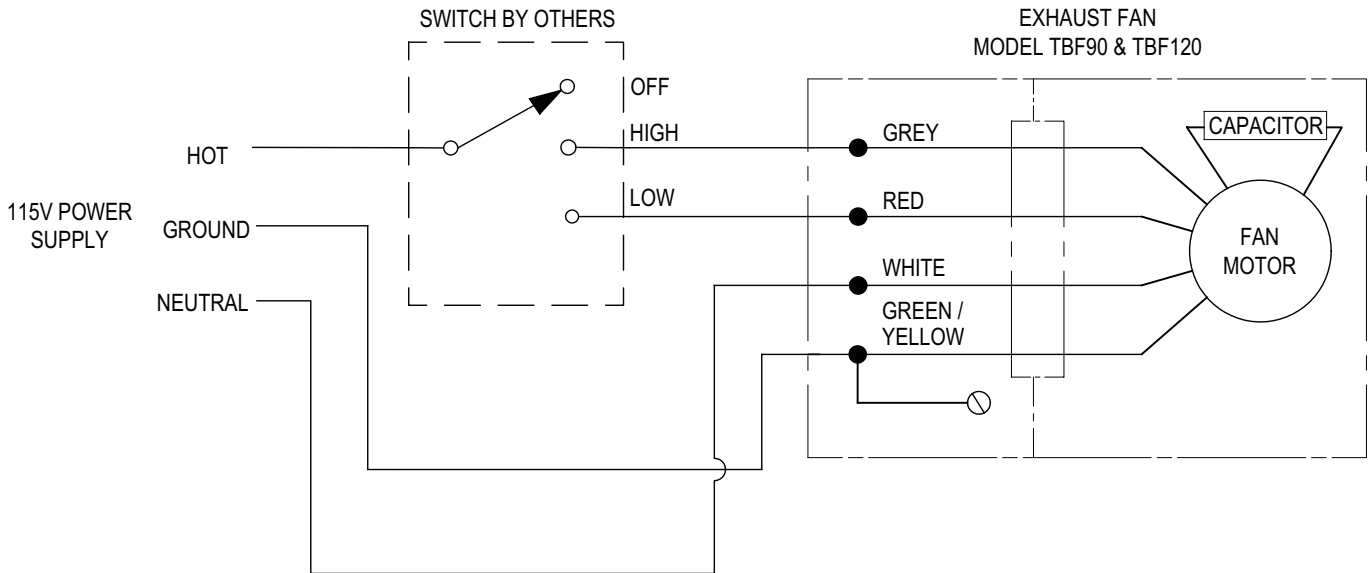 SWITCH BY OTHERS
EXHAUST FAN
MODEL TBF90 & TBF120
OFF
HIGH
LOW
HOT
115V POWER
SUPPLY
GROUND
NEUTRAL
GREY
RED
WHITE
GREEN /
YELLOW
CAPACITOR
FAN
MOTOR